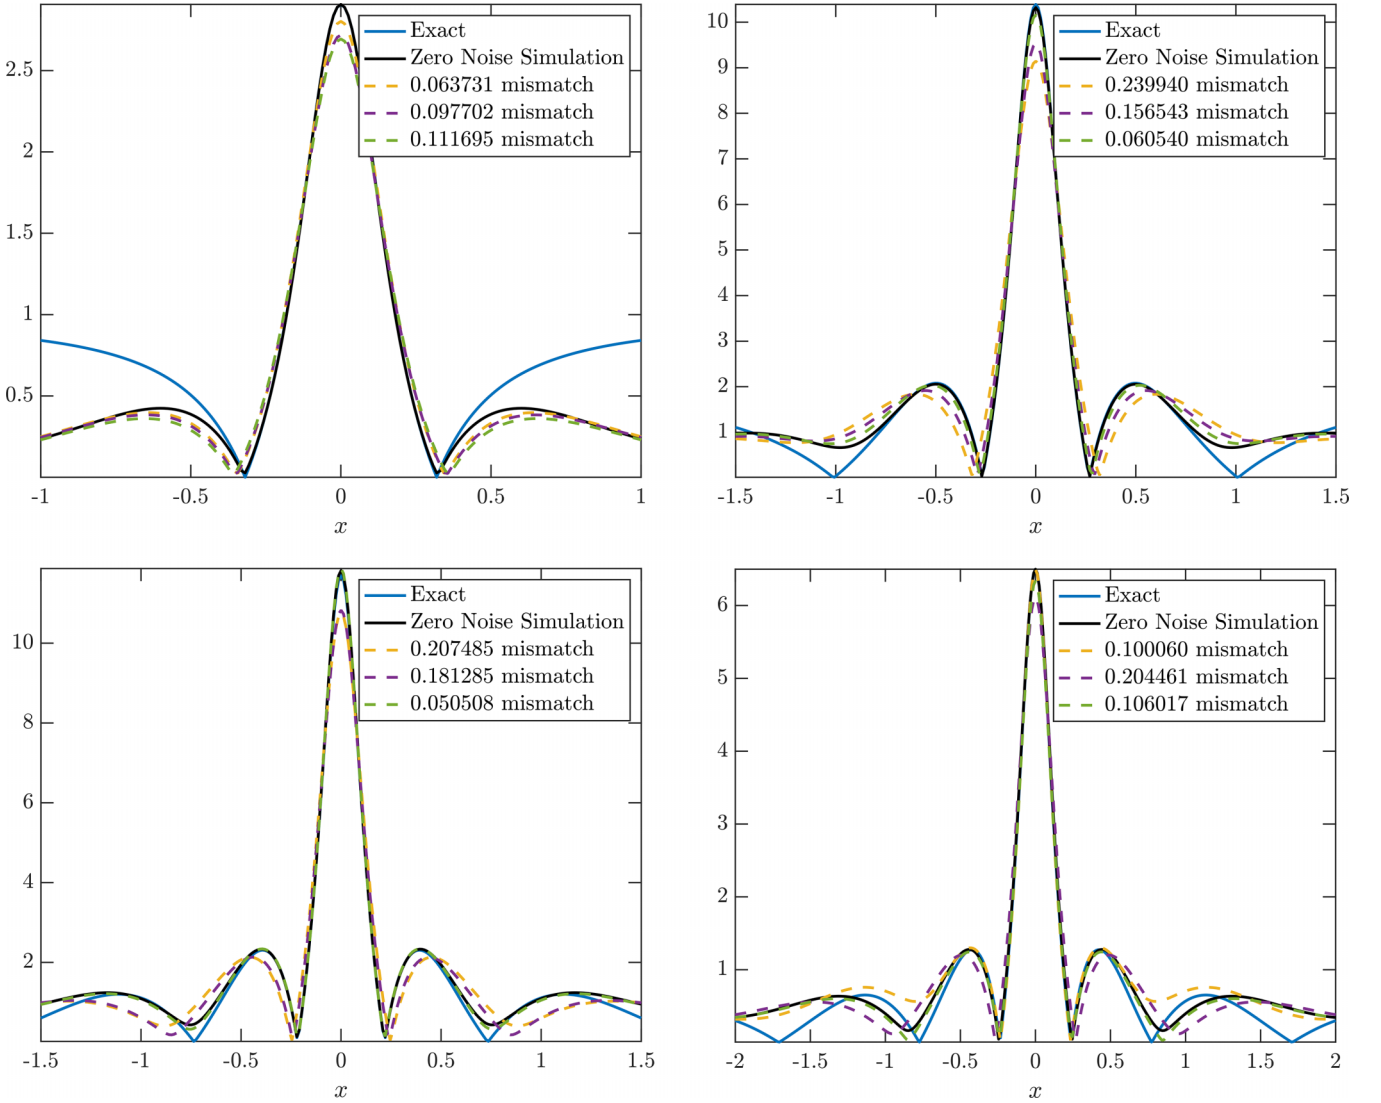 2.5
2
1.5
1
0.5
-1
-0.5
0
0.5
1
x
Exact
Zero Noise Simulation
0.063731 mismatch
0.097702 mismatch
0.111695 mismatch
10
9
8
7
6
5
4
3
2
1
-1.5
-1
-0.5
0
0.5
1
1.5
x
Exact
Zero Noise Simulation
0.239940 mismatch
0.156543 mismatch
0.060540 mismatch
10
8
6
4
2
-1.5
-1
-0.5
0
0.5
1
1.5
x
Exact
Zero Noise Simulation
0.207485 mismatch
0.181285 mismatch
0.050508 mismatch
6
5
4
3
2
1
-2
-1.5
-1
-0.5
0
0.5
1
1.5
2
x
Exact
Zero Noise Simulation
0.100060 mismatch
0.204461 mismatch
0.106017 mismatch